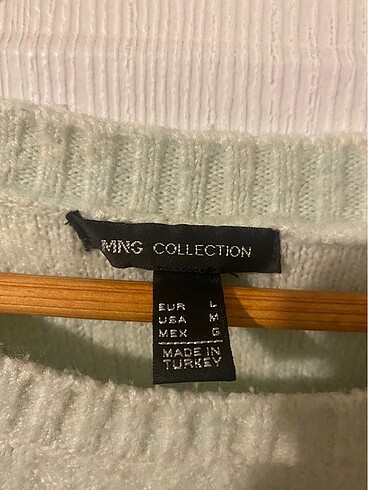 MNG COLLECTION
EUR L
USA M
MEX G
MADE IN
TURKEY